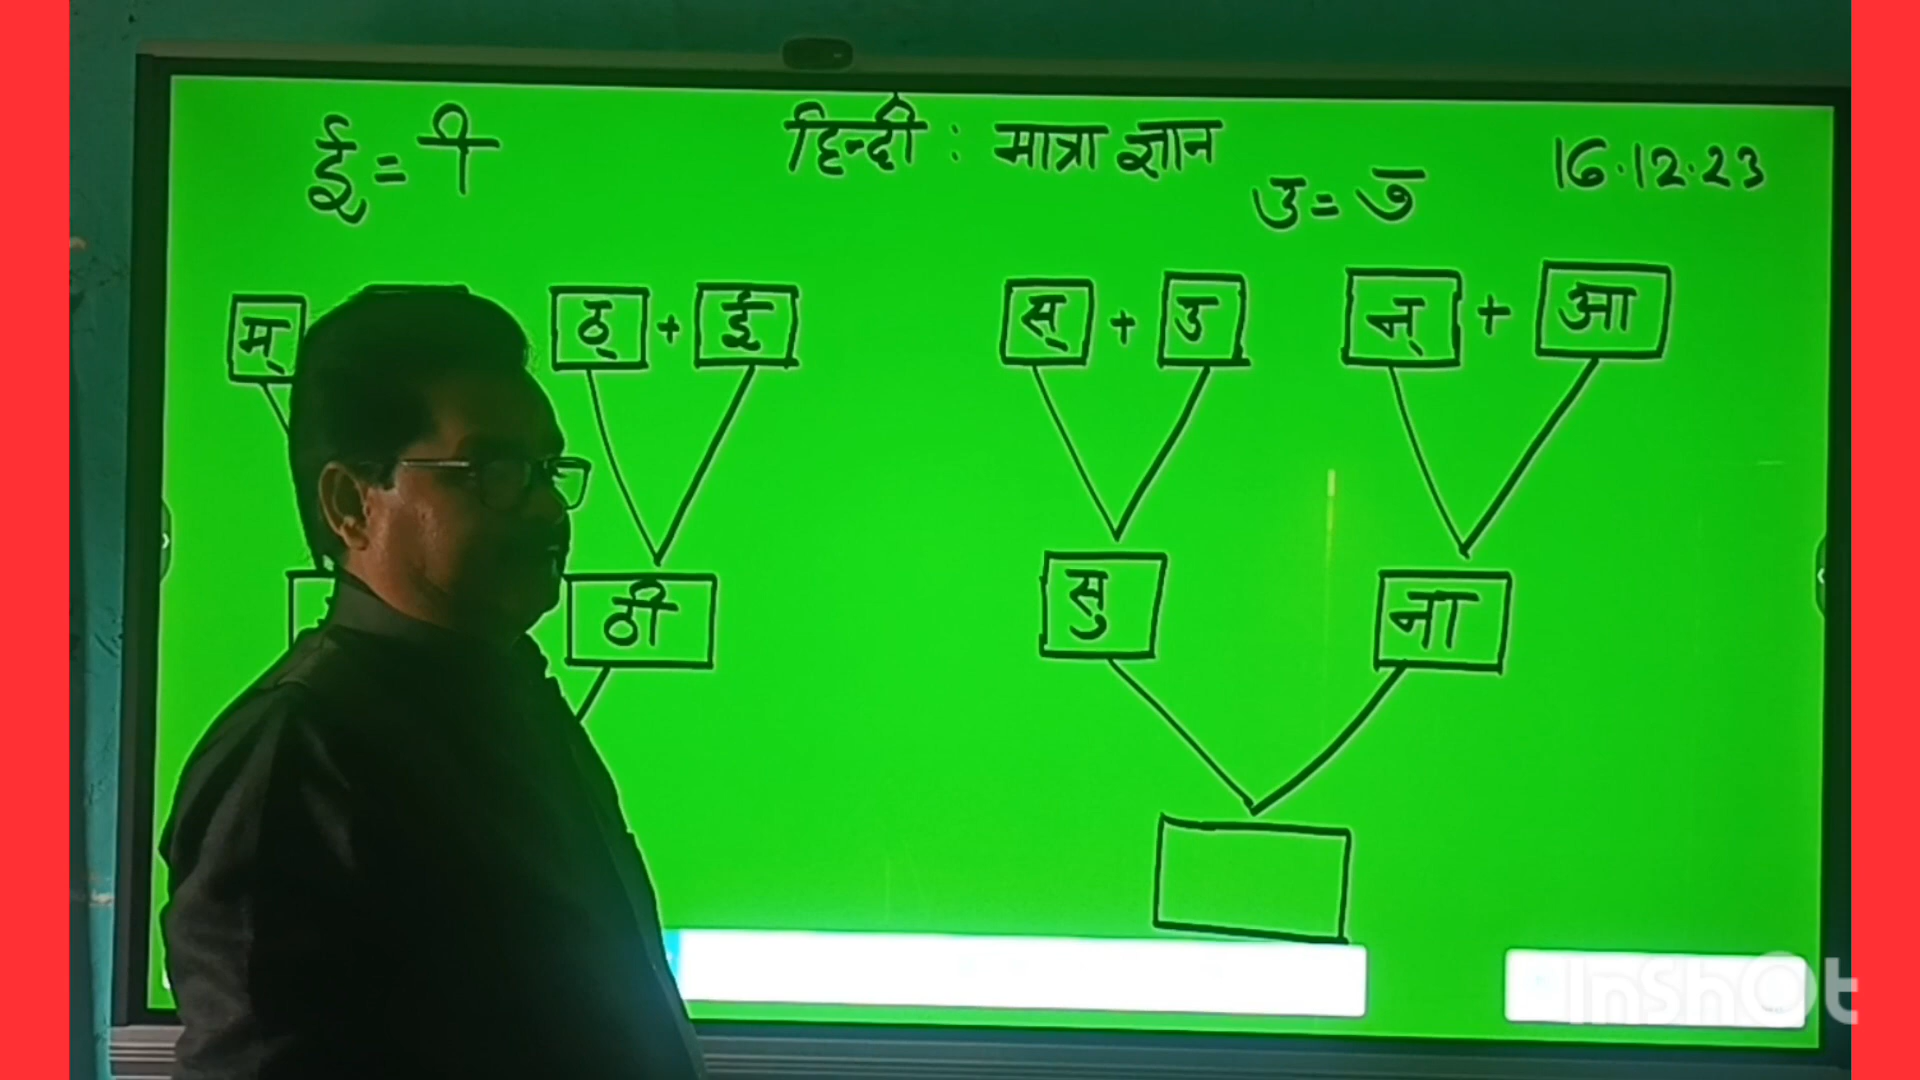 ई = ी
हिन्दी : मात्रा ज्ञान
उ = ु
16.12.23
म् ठ् + ई
स् + उ न् + आ
ठी
सु ना
InShOt